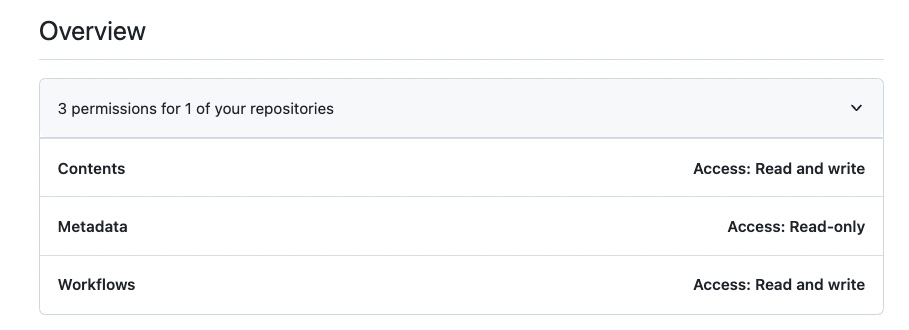 Overview
3 permissions for 1 of your repositories
Contents Access: Read and write
Metadata Access: Read-only
Workflows Access: Read and write